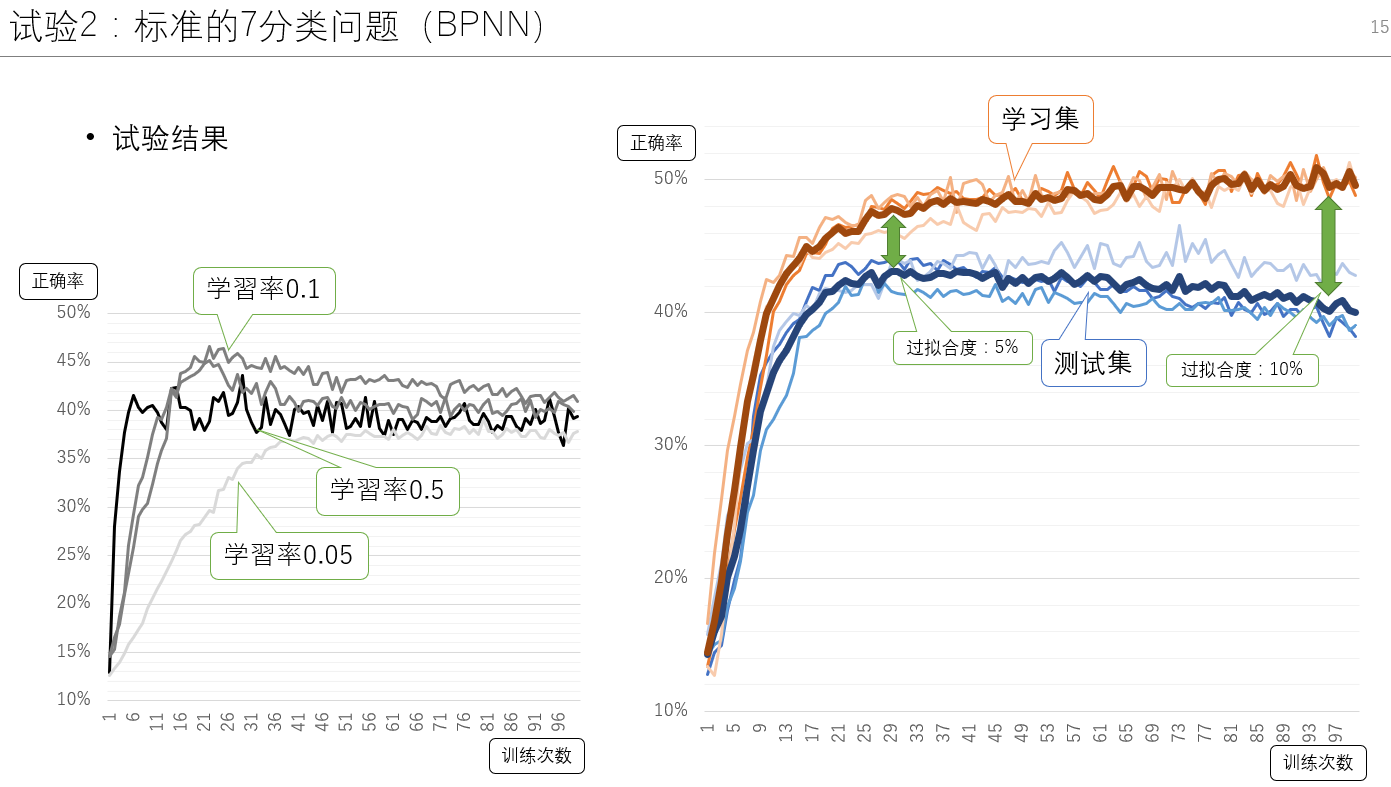 试验2：标准的7分类问题（BPNN）
15
• 试验结果
正确率
50%
45%
40%
35%
30%
25%
20%
15%
10%
1 6 11 16 21 26 31 36 41 46 51 56 61 66 71 76 81 86 91 96
训练次数
学習率0.1
学習率0.5
学習率0.05
正确率
50%
40%
30%
20%
10%
1 5 9 13 17 21 25 29 33 37 41 45 49 53 57 61 65 69 73 77 81 85 89 93 97
训练次数
学习集
过拟合度：5%
测试集
过拟合度：10%